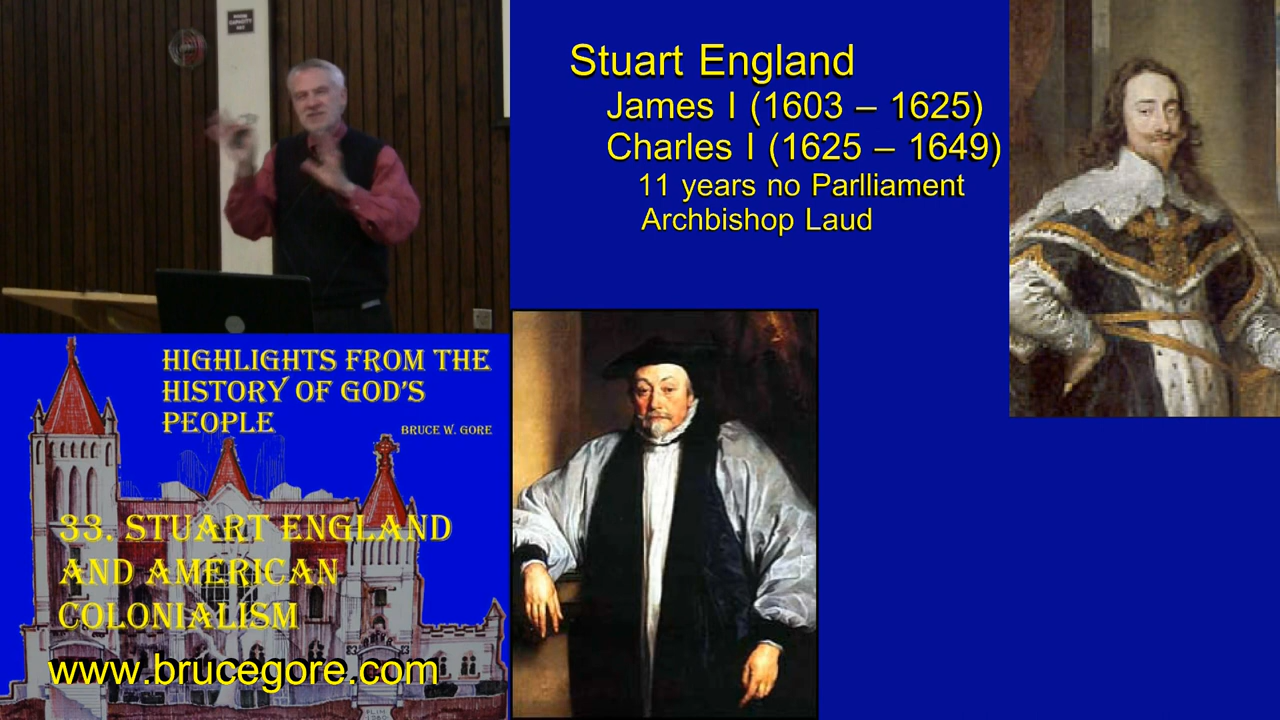 Stuart England
James I (1603 – 1625)
Charles I (1625 – 1649)
11 years no Parlliament
Archbishop Laud
HIGHLIGHTS FROM THE
HISTORY OF GOD'S
PEOPLE
BRUCE W. GORE
33. STUART ENGLAND
AND AMERICAN
COLONIALISM
www.brucegore.com